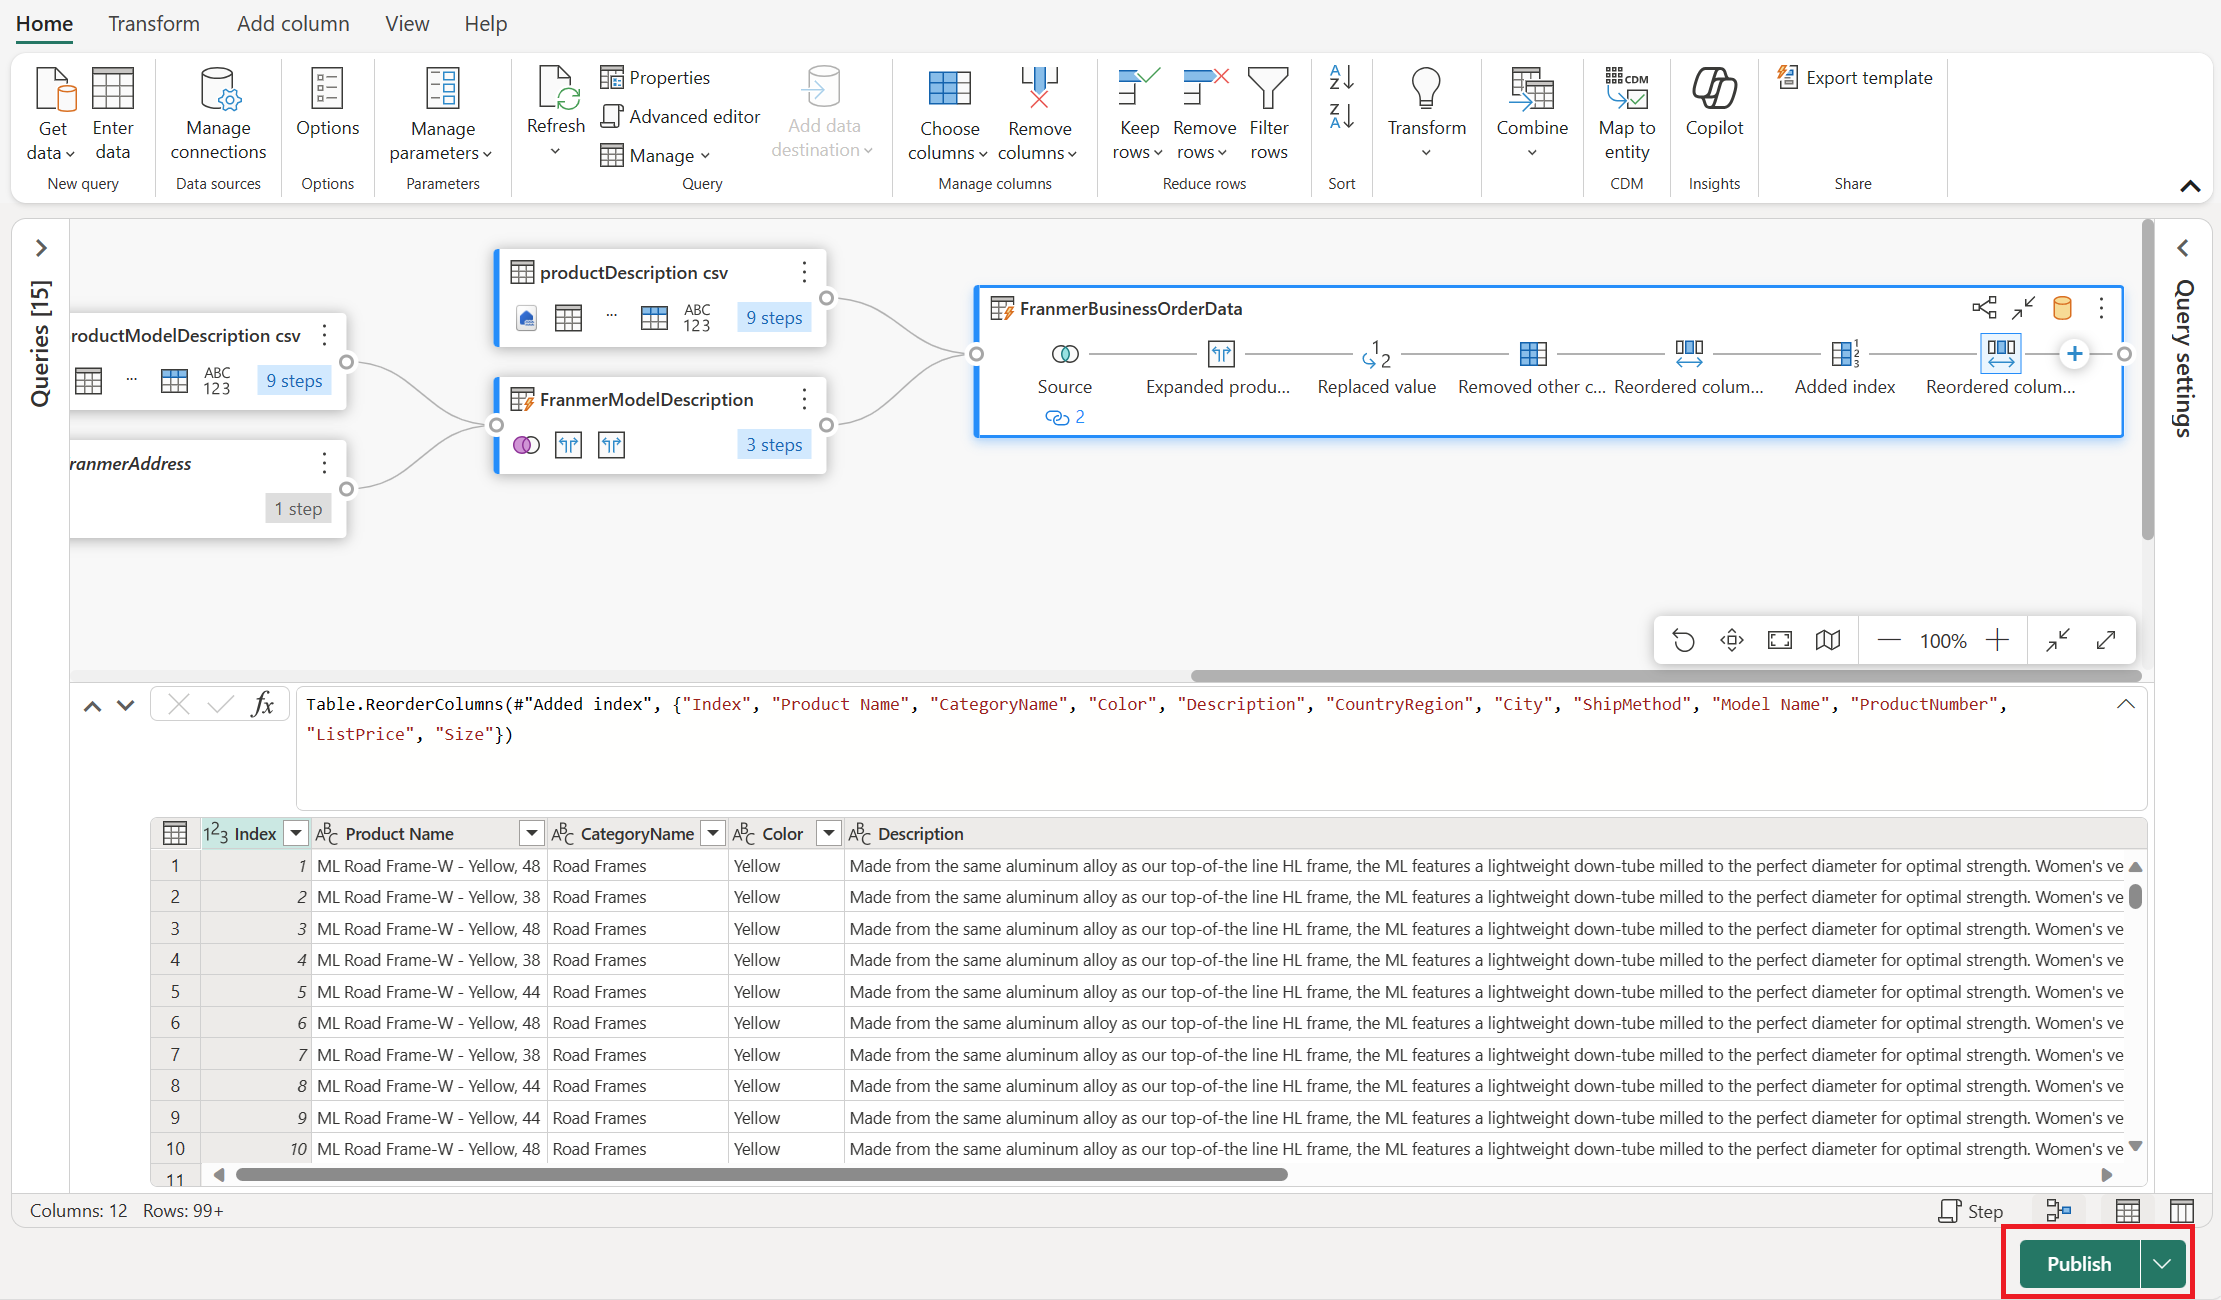 Home Transform Add column View Help
Get data
Enter data
New query
Manage connections
Data sources
Options
Options
Manage parameters
Parameters
Refresh
Properties
Advanced editor
Manage
Add data destination
Query
Choose columns
Remove columns
Manage columns
Keep rows
Remove rows
Filter rows
Reduce rows
A Z
Z A
Sort
Transform
Combine
CDM
Map to entity
CDM
Copilot
Insights
Export template
Share
Queries [15]
roductModelDescription csv
... ABC 123 9 steps
ranmerAddress
1 step
productDescription csv
... ABC 123 9 steps
FranmerModelDescription
3 steps
FranmerBusinessOrderData
Source
2
Expanded produ...
1 2
Replaced value
Removed other c...
Reordered colum...
1 2 3
Added index
Reordered colum...
Query settings
100%
fx
Table.ReorderColumns(#"Added index", {"Index", "Product Name", "CategoryName", "Color", "Description", "CountryRegion", "City", "ShipMethod", "Model Name", "ProductNumber",
"ListPrice", "Size"})
123 Index ABC Product Name ABC CategoryName ABC Color ABC Description
1 1 ML Road Frame-W - Yellow, 48 Road Frames Yellow Made from the same aluminum alloy as our top-of-the line HL frame, the ML features a lightweight down-tube milled to the perfect diameter for optimal strength. Women's ve
2 2 ML Road Frame-W - Yellow, 38 Road Frames Yellow Made from the same aluminum alloy as our top-of-the line HL frame, the ML features a lightweight down-tube milled to the perfect diameter for optimal strength. Women's ve
3 3 ML Road Frame-W - Yellow, 48 Road Frames Yellow Made from the same aluminum alloy as our top-of-the line HL frame, the ML features a lightweight down-tube milled to the perfect diameter for optimal strength. Women's ve
4 4 ML Road Frame-W - Yellow, 38 Road Frames Yellow Made from the same aluminum alloy as our top-of-the line HL frame, the ML features a lightweight down-tube milled to the perfect diameter for optimal strength. Women's ve
5 5 ML Road Frame-W - Yellow, 44 Road Frames Yellow Made from the same aluminum alloy as our top-of-the line HL frame, the ML features a lightweight down-tube milled to the perfect diameter for optimal strength. Women's ve
6 6 ML Road Frame-W - Yellow, 48 Road Frames Yellow Made from the same aluminum alloy as our top-of-the line HL frame, the ML features a lightweight down-tube milled to the perfect diameter for optimal strength. Women's ve
7 7 ML Road Frame-W - Yellow, 38 Road Frames Yellow Made from the same aluminum alloy as our top-of-the line HL frame, the ML features a lightweight down-tube milled to the perfect diameter for optimal strength. Women's ve
8 8 ML Road Frame-W - Yellow, 44 Road Frames Yellow Made from the same aluminum alloy as our top-of-the line HL frame, the ML features a lightweight down-tube milled to the perfect diameter for optimal strength. Women's ve
9 9 ML Road Frame-W - Yellow, 44 Road Frames Yellow Made from the same aluminum alloy as our top-of-the line HL frame, the ML features a lightweight down-tube milled to the perfect diameter for optimal strength. Women's ve
10 10 ML Road Frame-W - Yellow, 48 Road Frames Yellow Made from the same aluminum alloy as our top-of-the line HL frame, the ML features a lightweight down-tube milled to the perfect diameter for optimal strength. Women's ve
11
Columns: 12 Rows: 99+
Step
Publish